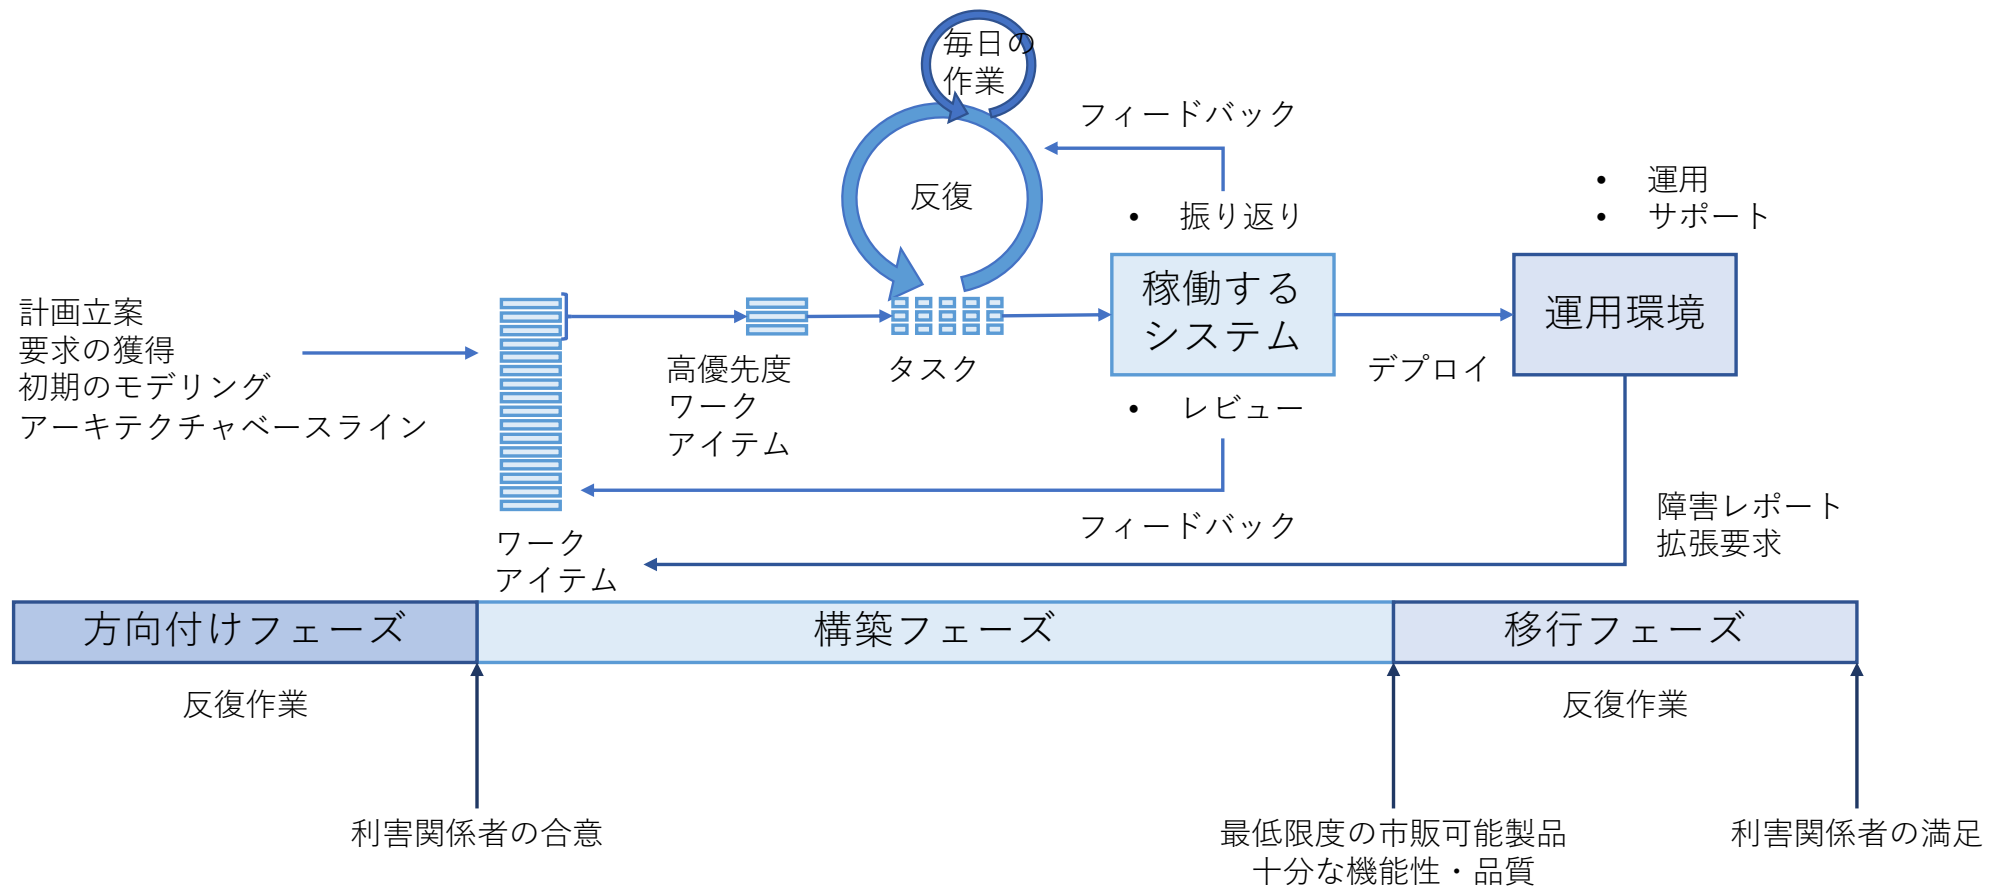 毎日の
作業
フィードバック
反復
• 振り返り
• 運用
• サポート
計画立案
要求の獲得
初期のモデリング
アーキテクチャベースライン
稼働する
システム
運用環境
高優先度
ワーク
アイテム
タスク
デプロイ
• レビュー
フィードバック
障害レポート
拡張要求
ワーク
アイテム
方向付けフェーズ
構築フェーズ
移行フェーズ
反復作業
反復作業
利害関係者の合意
最低限度の市販可能製品
十分な機能性・品質
利害関係者の満足